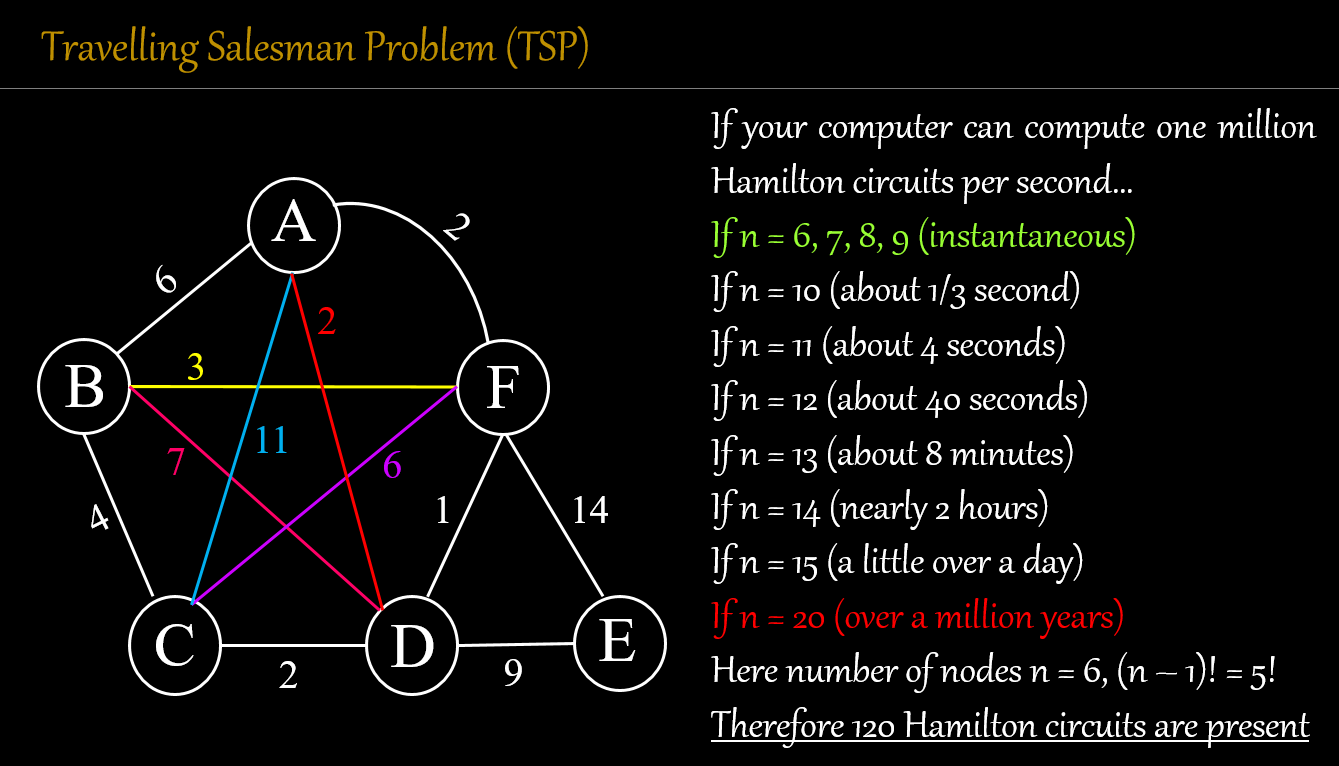 Travelling Salesman Problem (TSP)
A
2
6
2
B
3
F
11
7
6
4
1
14
C
D
E
2
9
If your computer can compute one million
Hamilton circuits per second...
If n = 6, 7, 8, 9 (instantaneous)
If n = 10 (about 1/3 second)
If n = 11 (about 4 seconds)
If n = 12 (about 40 seconds)
If n = 13 (about 8 minutes)
If n = 14 (nearly 2 hours)
If n = 15 (a little over a day)
If n = 20 (over a million years)
Here number of nodes n = 6, (n – 1)! = 5!
Therefore 120 Hamilton circuits are present